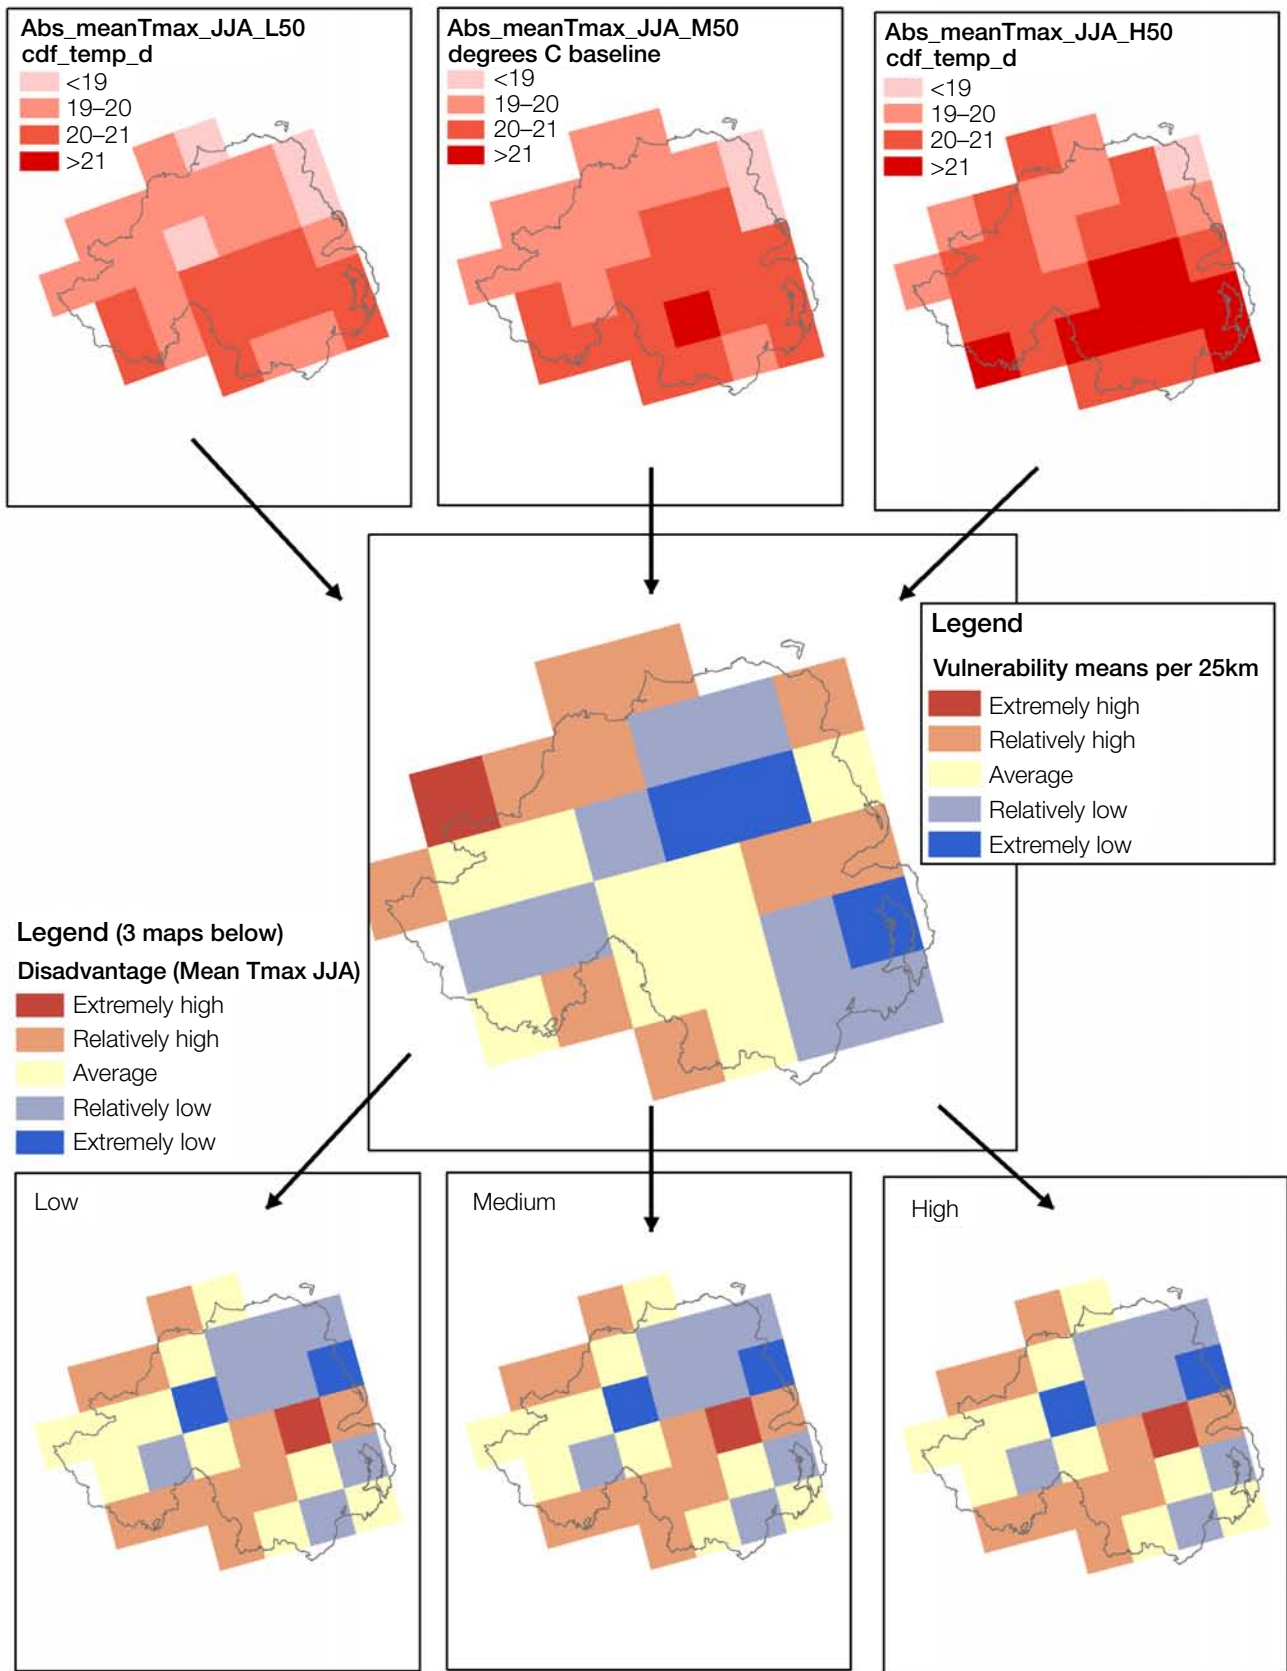 Abs_meanTmax_JJA_L50
cdf_temp_d
<19
19–20
20–21
>21
Abs_meanTmax_JJA_M50
degrees C baseline
<19
19–20
20–21
>21
Abs_meanTmax_JJA_H50
cdf_temp_d
<19
19–20
20–21
>21
Legend
Vulnerability means per 25km
Extremely high
Relatively high
Average
Relatively low
Extremely low
Legend (3 maps below)
Disadvantage (Mean Tmax JJA)
Extremely high
Relatively high
Average
Relatively low
Extremely low
Low
Medium
High